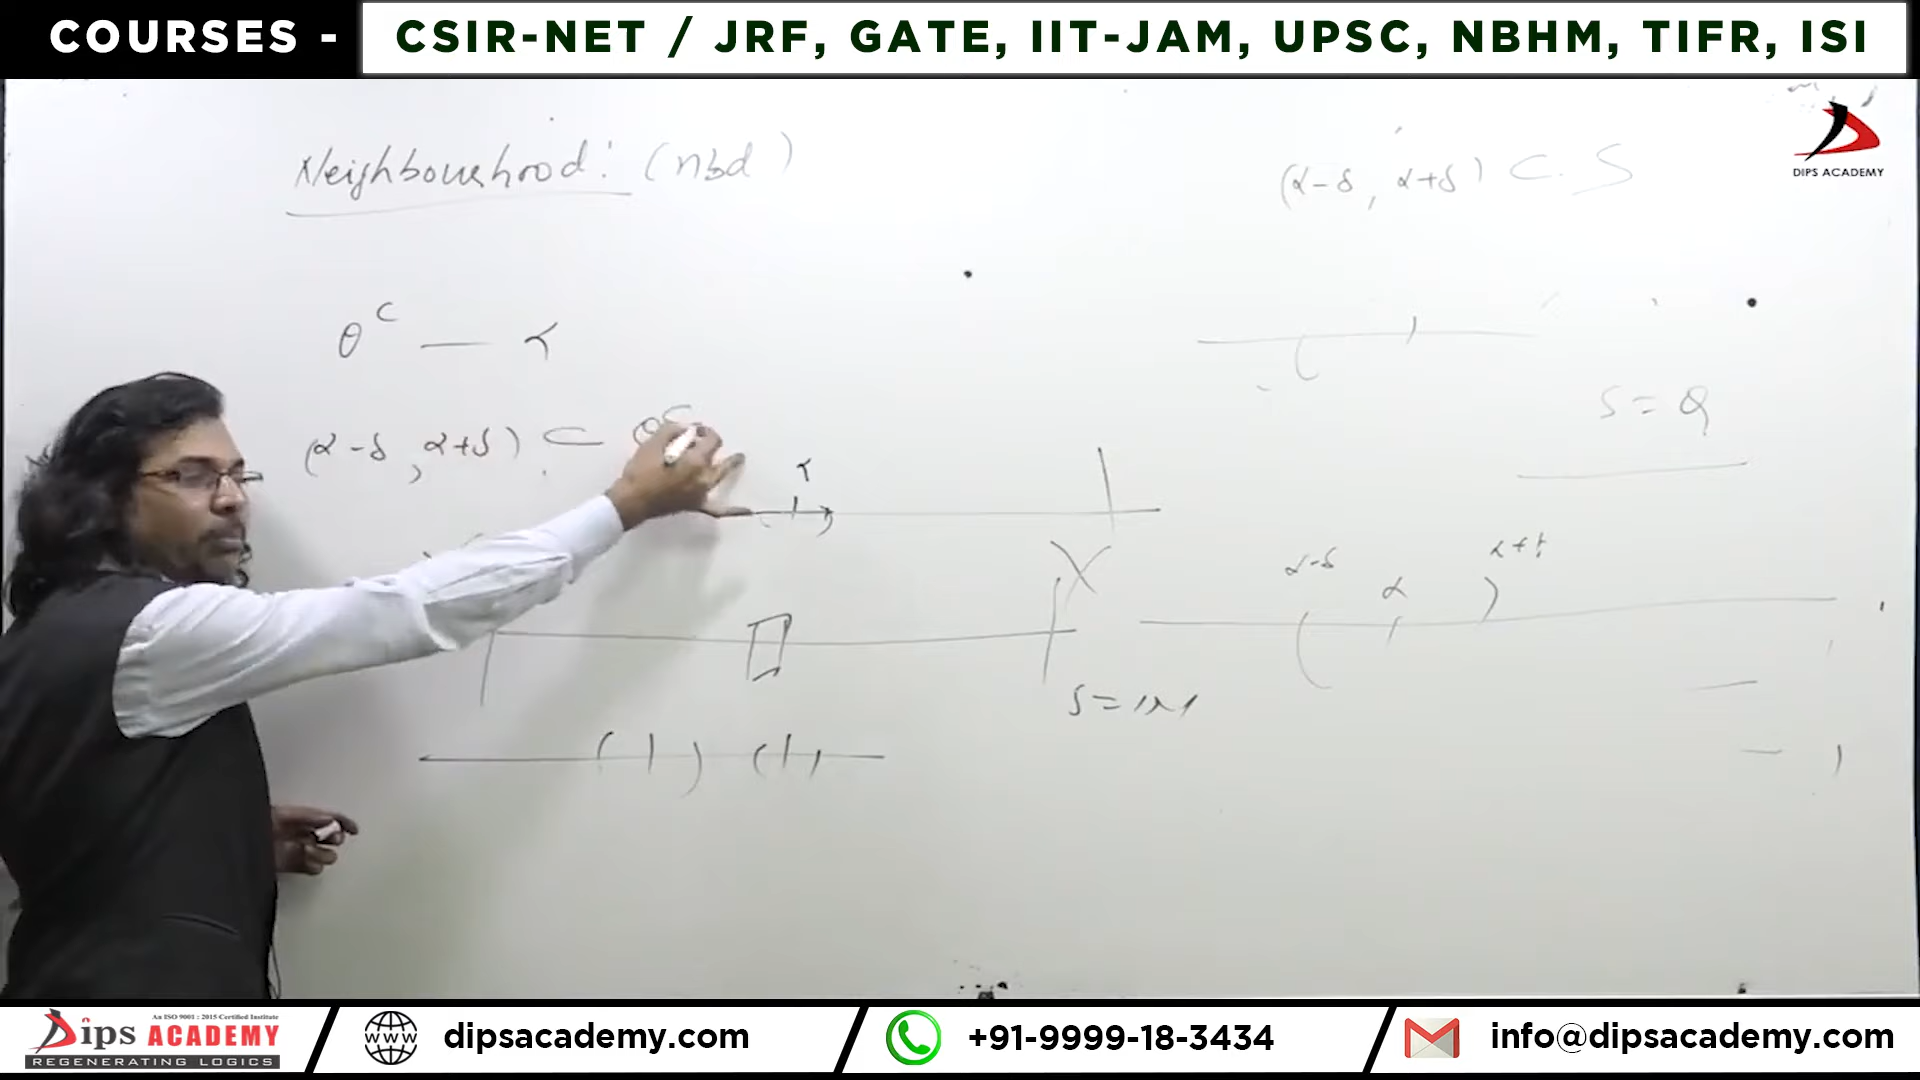 COURSES - CSIR-NET / JRF, GATE, IIT-JAM, UPSC, NBHM, TIFR, ISI
DIPS ACADEMY
Neighbourhood: (nbd)
(α-δ, α+δ) ⊂ S
θᶜ — α
S = Q
(α-δ, α+δ) ⊂
α
α-δ
α
S =
Dips ACADEMY
An ISO 9001 : 2015 Certified Institute
REGENERATING LOGICS
dipsacademy.com
+91-9999-18-3434
info@dipsacademy.com